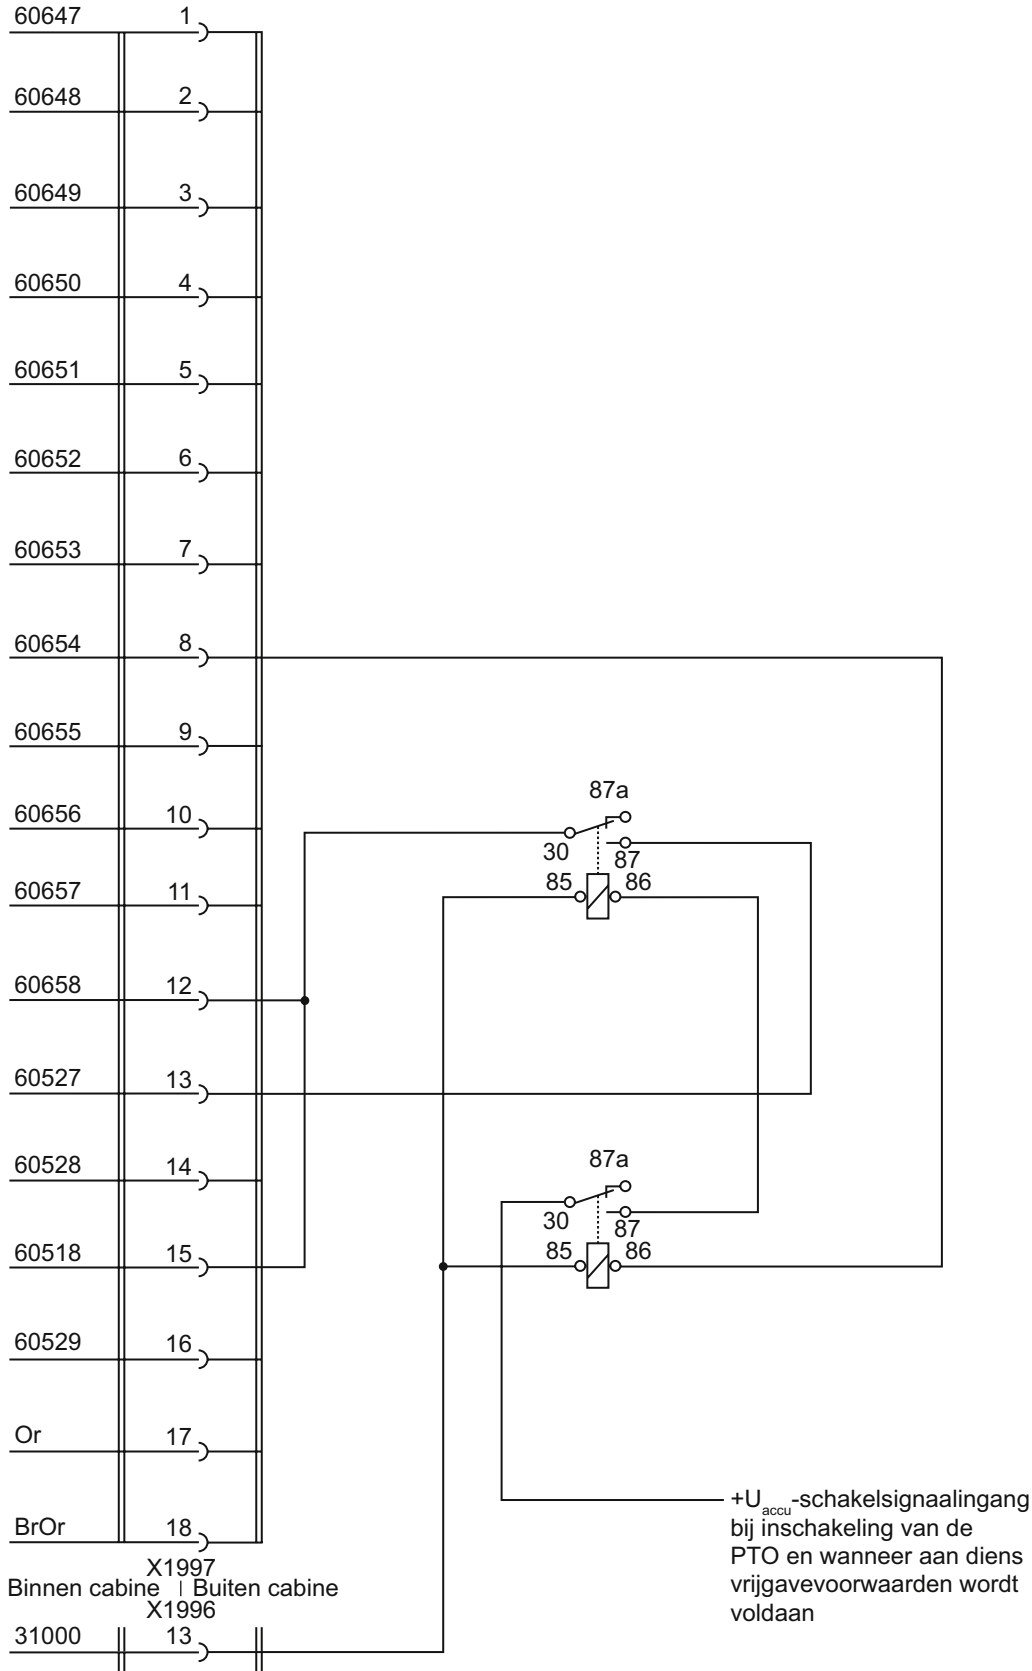 60647 1
60648 2
60649 3
60650 4
60651 5
60652 6
60653 7
60654 8
60655 9
87a
60656 10
30
87
85 86
60657 11
60658 12
60527 13
87a
60528 14
30
87
85 86
60518 15
60529 16
Or 17
+Uaccu-schakelsignaalingang
bij inschakeling van de
PTO en wanneer aan diens
vrijgavevoorwaarden wordt
voldaan
BrOr 18
X1997
Binnen cabine | Buiten cabine
X1996
31000 13